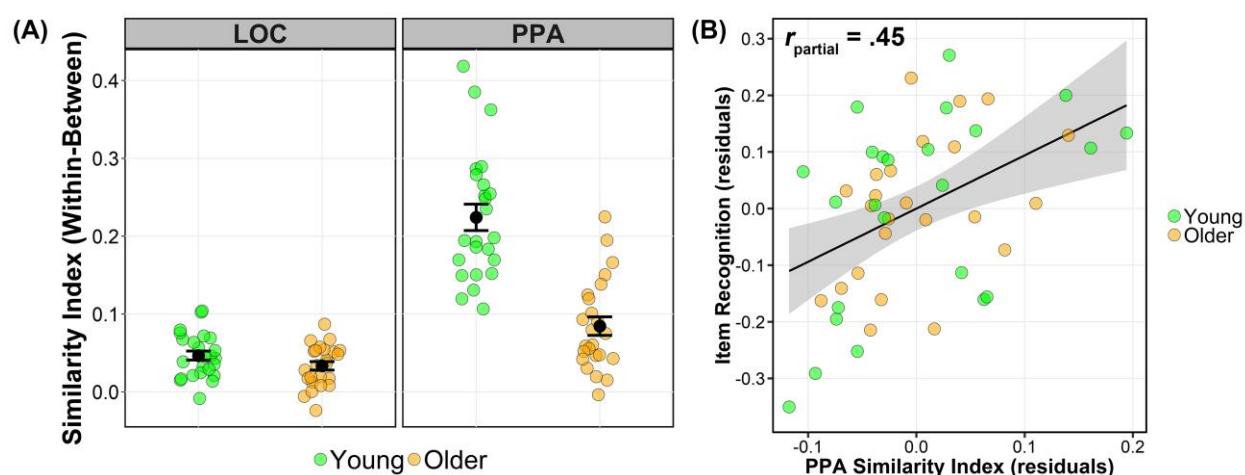 (A)
LOC
PPA
Similarity Index (Within-Between)
0.4
0.3
0.2
0.1
0.0
Young
Older
(B)
r partial = .45
Item Recognition (residuals)
0.3
0.2
0.1
0.0
-0.1
-0.2
-0.3
-0.1
0.0
0.1
0.2
PPA Similarity Index (residuals)
Young
Older